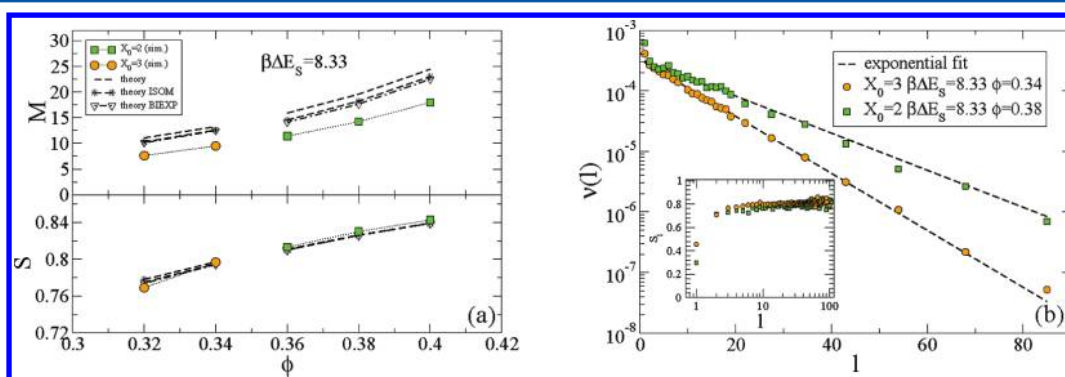 30
25
20
15
10
5
0
M
X₀=2 (sim.)
X₀=3 (sim.)
theory
theory ISOM
theory BIEXP
βΔE_S=8.33
0.84
0.8
0.76
0.72
S
(a)
0.3 0.32 0.34 0.36 0.38 0.4 0.42
ϕ
10⁻³
10⁻⁴
10⁻⁵
10⁻⁶
10⁻⁷
10⁻⁸
ν(l)
exponential fit
X₀=3 βΔE_S=8.33 ϕ=0.34
X₀=2 βΔE_S=8.33 ϕ=0.38
1
0.8
0.6
0.4
0.2
0
S_l
1 10 100
l
(b)
0 20 40 60 80
l